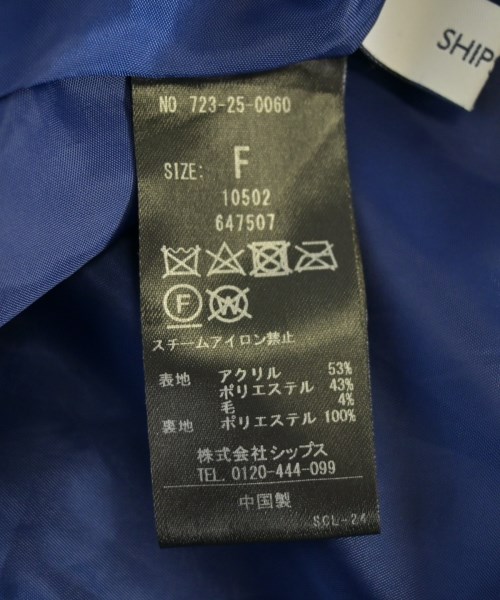 SHIPS
NO 723-25-0060
SIZE: F
10502
647507
F W
スチームアイロン禁止
表地 アクリル 53%
ポリエステル 43%
毛 4%
裏地 ポリエステル 100%
株式会社シップス
TEL. 0120-444-099
中国製
SCL-24